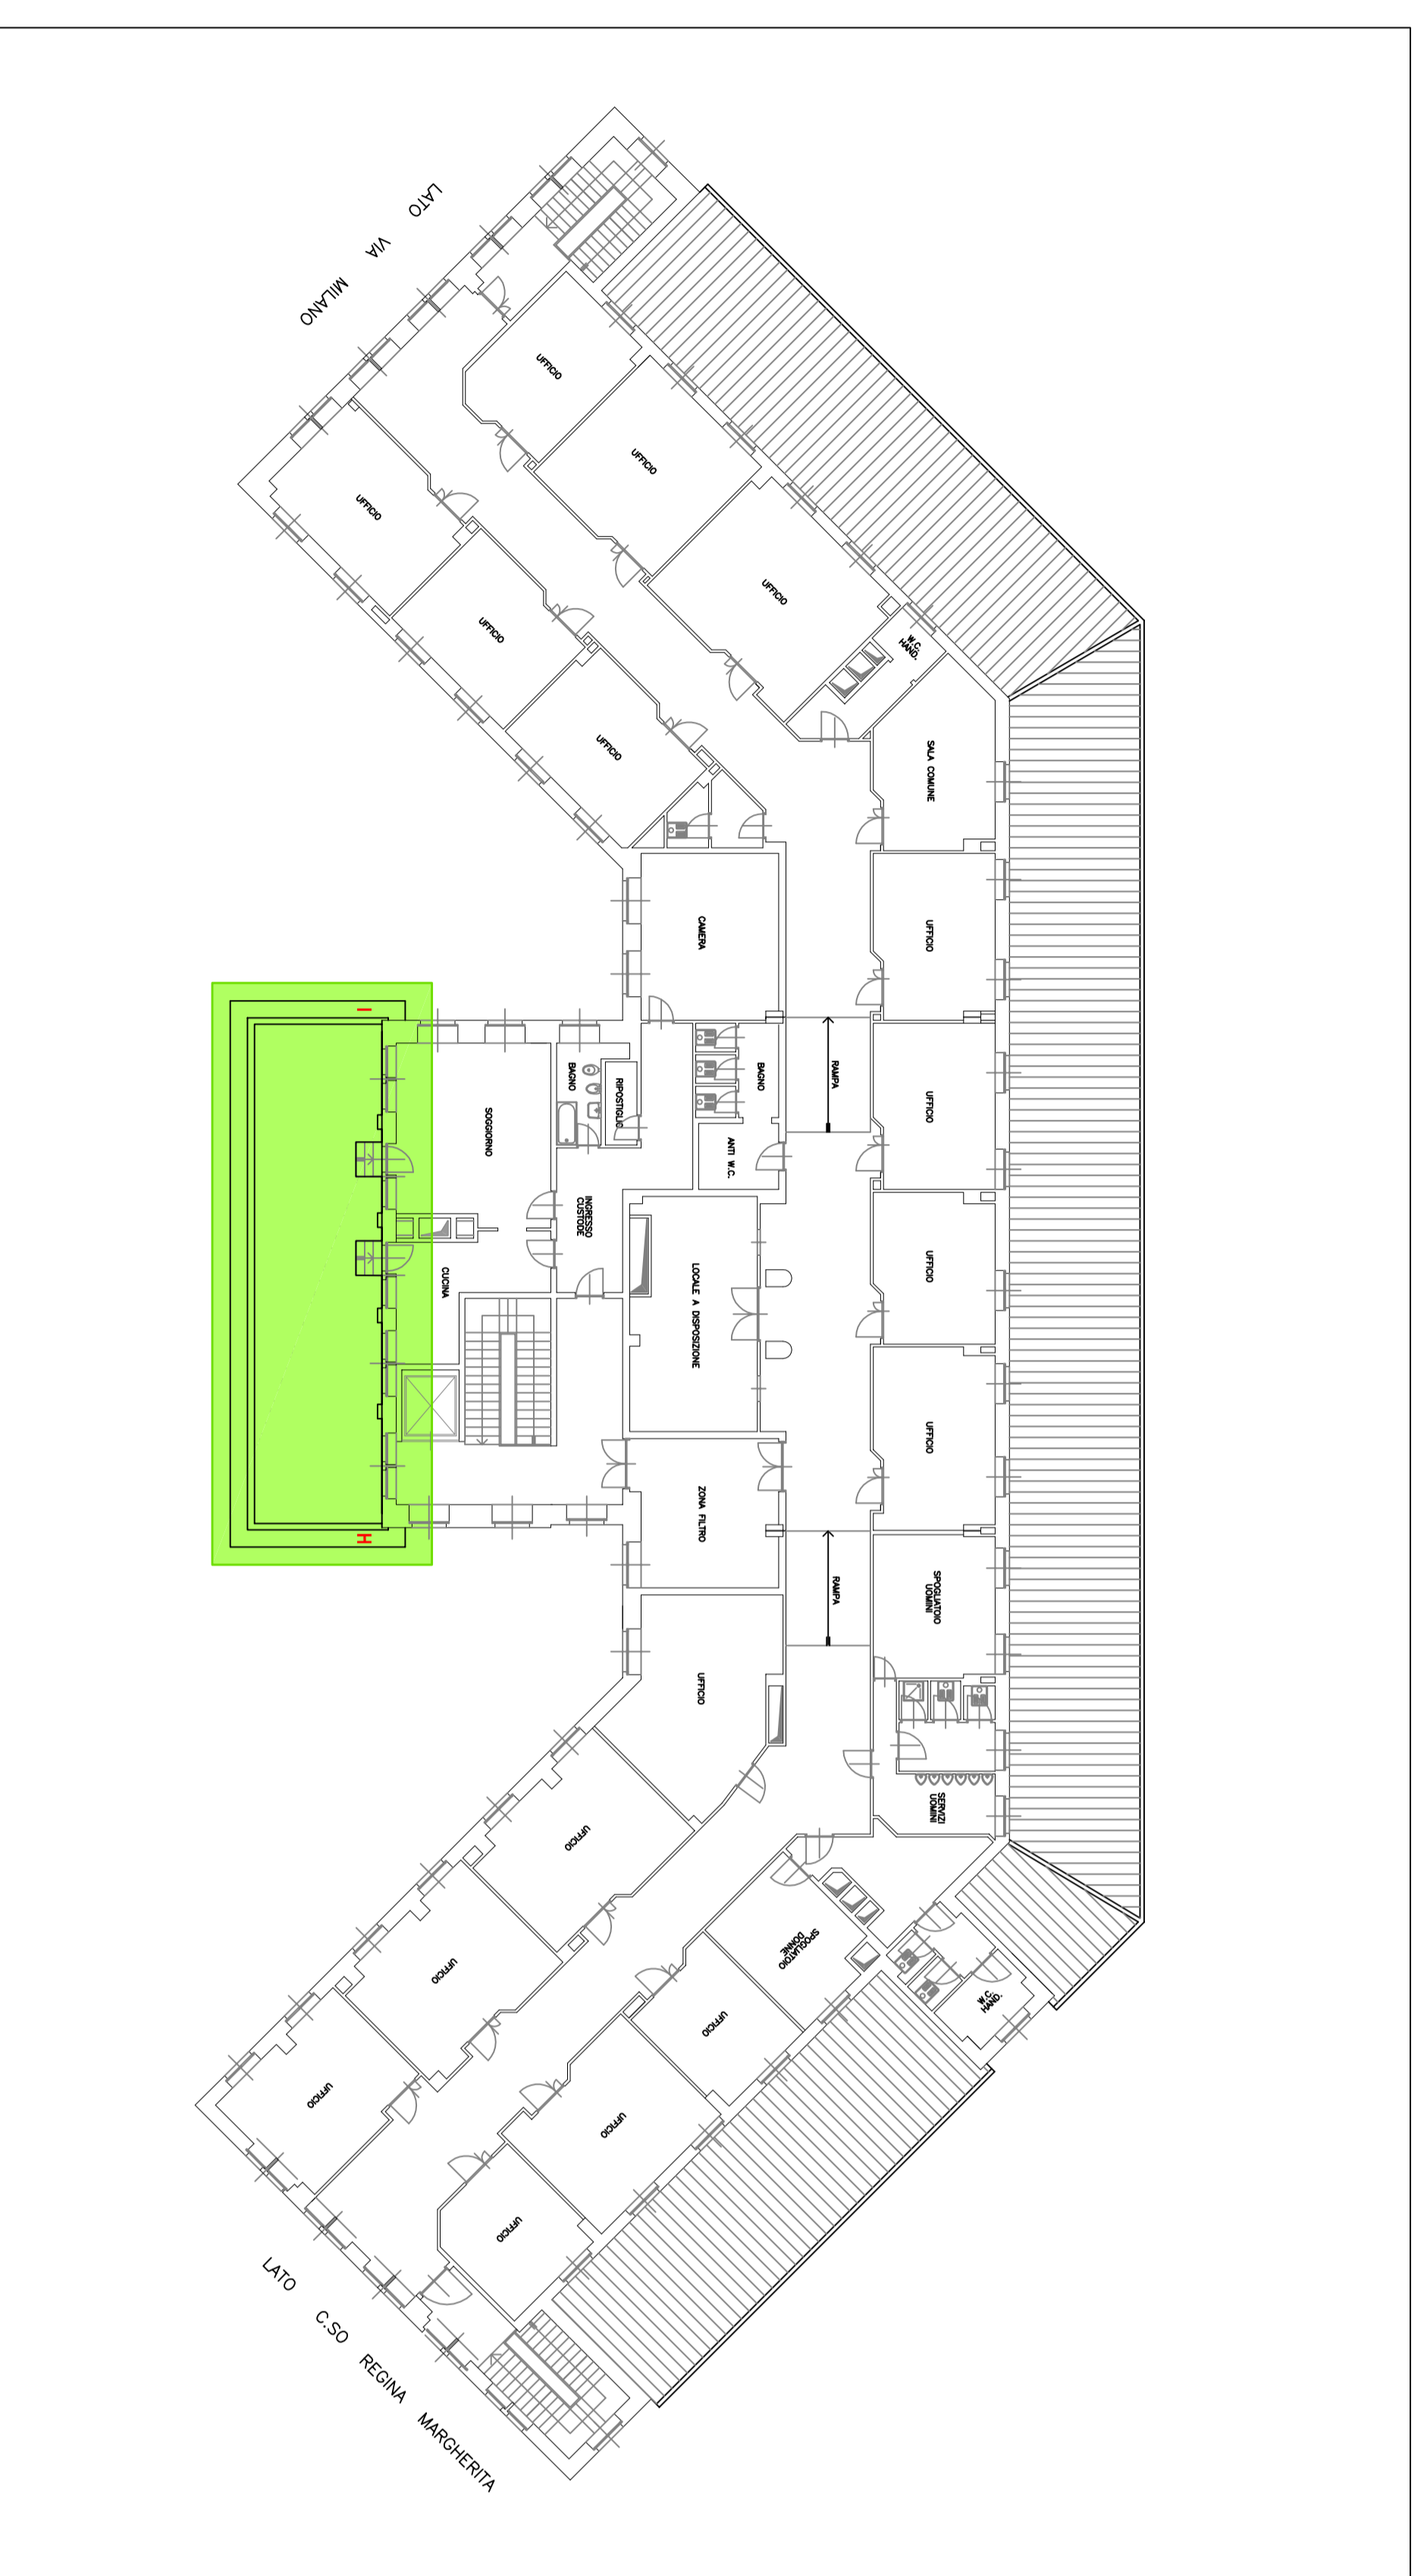 LATO VIA MILANO
UFFICIO
UFFICIO
UFFICIO
UFFICIO
UFFICIO
UFFICIO
W.C.
HAND.
SALA COMUNE
CAMERA
UFFICIO
I
SOGGIORNO
BAGNO
RIPOSTIGLIO
BAGNO
RAMPA
UFFICIO
ANTI W.C.
INGRESSO
CUSTODE
CUCINA
LOCALE A DISPOSIZIONE
UFFICIO
UFFICIO
H
ZONA FILTRO
RAMPA
SPOGLIATOIO
UOMINI
UFFICIO
SERVIZI
UOMINI
UFFICIO
SPOGLIATOIO
DONNE
UFFICIO
W.C.
HAND.
UFFICIO
UFFICIO
UFFICIO
UFFICIO
LATO C.SO REGINA MARGHERITA